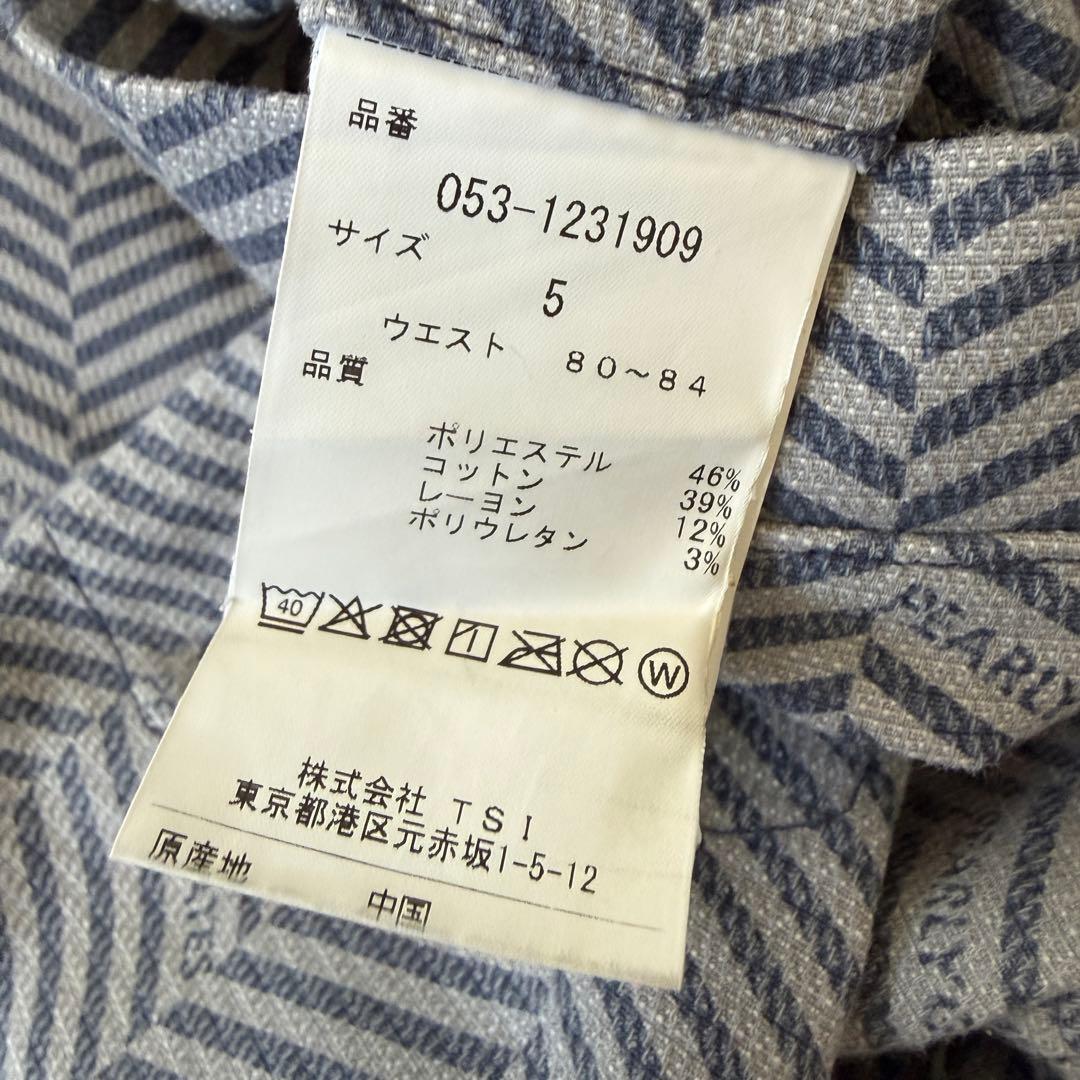 品番
053-1231909
サイズ
5
ウエスト 80~84
品質
ポリエステル 46%
コットン 39%
レーヨン 12%
ポリウレタン 3%
40
1
W
株式会社 TSI
東京都港区元赤坂1-5-12
原産地
中国
PEARLY